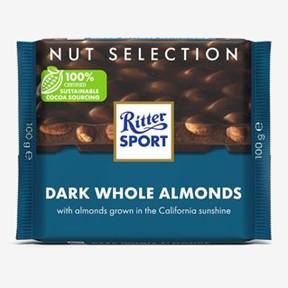 NUT SELECTION
100%
CERTIFIED
SUSTAINABLE
COCOA SOURCING
100 g e
Ritter
SPORT
100 g e
DARK WHOLE ALMONDS
with almonds grown in the California sunshine